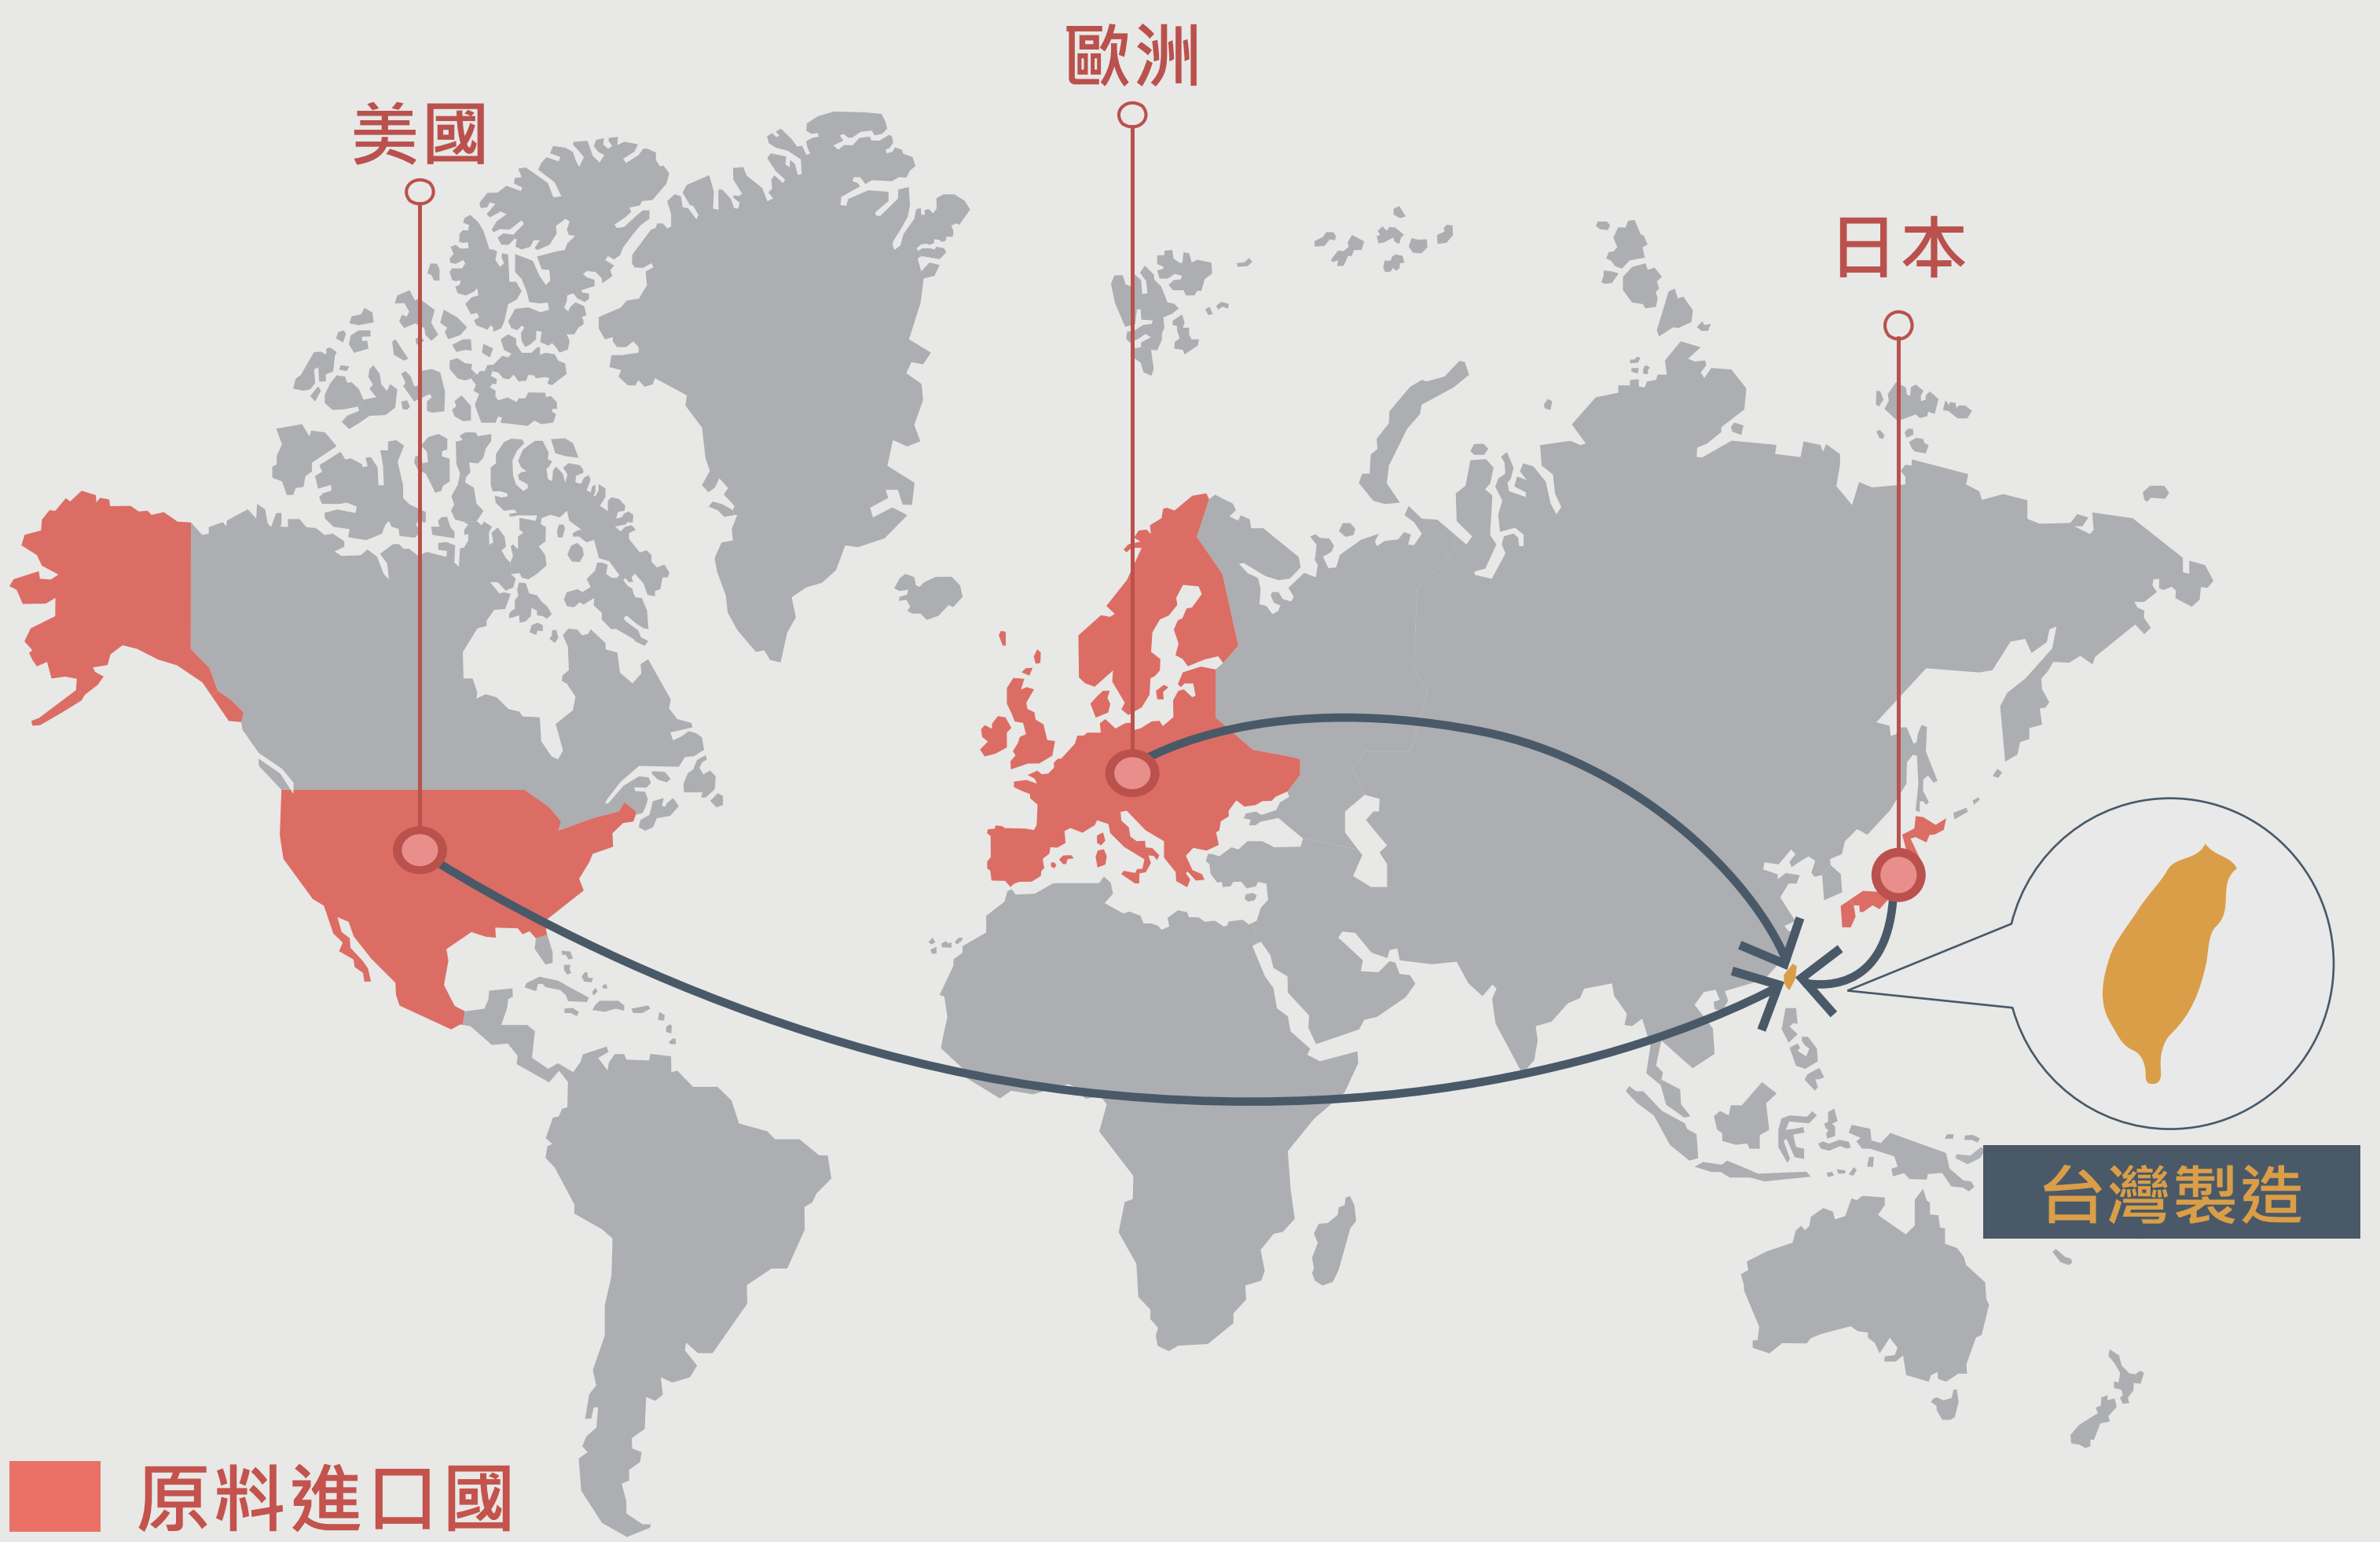 歐洲
美國
日本
台灣製造
原料進口國